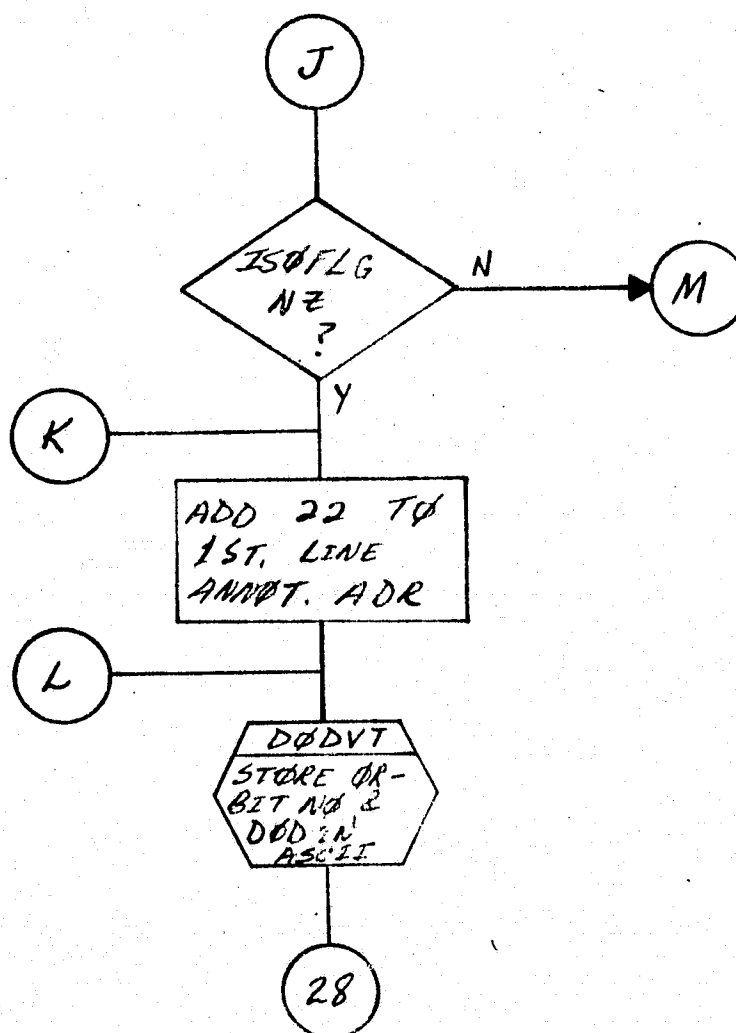 J
ISØFLG
NZ
?
N
M
Y
K
ADD 22 TØ
1ST. LINE
ANNØT. ADR
L
DØDVT
STØRE ØR-
BIT NØ &
DØD IN
ASCII
28